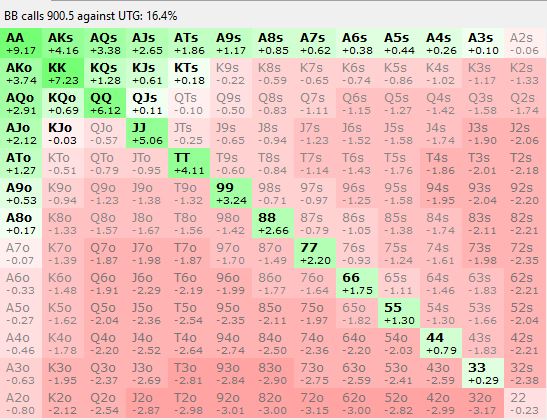 BB calls 900.5 against UTG: 16.4%
AA AKs AQs AJs ATs A9s A8s A7s A6s A5s A4s A3s A2s
+9.17 +4.16 +3.38 +2.65 +1.86 +1.17 +0.85 +0.62 +0.38 +0.44 +0.26 +0.10 -0.06
AKo KK KQs KJs KTs K9s K8s K7s K6s K5s K4s K3s K2s
+3.74 +7.23 +1.28 +0.61 +0.18 -0.22 -0.59 -0.65 -0.74 -0.86 -1.02 -1.17 -1.33
AQo KQo QQ QJs QTs Q9s Q8s Q7s Q6s Q5s Q4s Q3s Q2s
+2.91 +0.69 +6.12 +0.11 -0.10 -0.50 -0.83 -1.11 -1.15 -1.27 -1.42 -1.58 -1.74
AJo KJo QJo JJ JTs J9s J8s J7s J6s J5s J4s J3s J2s
+2.12 -0.03 -0.57 +5.06 -0.25 -0.65 -0.94 -1.23 -1.52 -1.58 -1.74 -1.90 -2.06
ATo KTo QTo JTo TT T9s T8s T7s T6s T5s T4s T3s T2s
+1.27 -0.51 -0.79 -0.95 +4.11 -0.60 -0.84 -1.14 -1.43 -1.76 -1.86 -2.01 -2.18
A9o K9o Q9o J9o T9o 99 98s 97s 96s 95s 94s 93s 92s
+0.53 -0.94 -1.23 -1.38 -1.32 +3.24 -0.71 -0.97 -1.25 -1.58 -1.95 -2.04 -2.20
A8o K8o Q8o J8o T8o 98o 88 87s 86s 85s 84s 83s 82s
+0.17 -1.33 -1.57 -1.67 -1.56 -1.42 +2.66 -0.79 -1.05 -1.38 -1.74 -2.11 -2.21
A7o K7o Q7o J7o T7o 97o 87o 77 76s 75s 74s 73s 72s
-0.07 -1.39 -1.87 -1.98 -1.87 -1.70 -1.49 +2.20 -0.93 -1.24 -1.61 -1.98 -2.35
A6o K6o Q6o J6o T6o 96o 86o 76o 66 65s 64s 63s 62s
-0.33 -1.48 -1.91 -2.29 -2.19 -1.99 -1.77 -1.64 +1.75 -1.11 -1.46 -1.83 -2.21
A5o K5o Q5o J5o T5o 95o 85o 75o 65o 55 54s 53s 52s
-0.27 -1.62 -2.04 -2.36 -2.54 -2.35 -2.11 -1.97 -1.82 +1.30 -1.30 -1.66 -2.04
A4o K4o Q4o J4o T4o 94o 84o 74o 64o 54o 44 43s 42s
-0.46 -1.78 -2.20 -2.52 -2.64 -2.74 -2.50 -2.36 -2.20 -2.03 +0.79 -1.83 -2.21
A3o K3o Q3o J3o T3o 93o 83o 73o 63o 53o 43o 33 32s
-0.63 -1.95 -2.37 -2.69 -2.81 -2.84 -2.90 -2.75 -2.59 -2.41 -2.59 +0.29 -2.38
A2o K2o Q2o J2o T2o 92o 82o 72o 62o 52o 42o 32o 22
-0.80 -2.12 -2.54 -2.87 -2.98 -3.01 -3.00 -3.15 -3.00 -2.82 -2.99 -3.17 -0.23